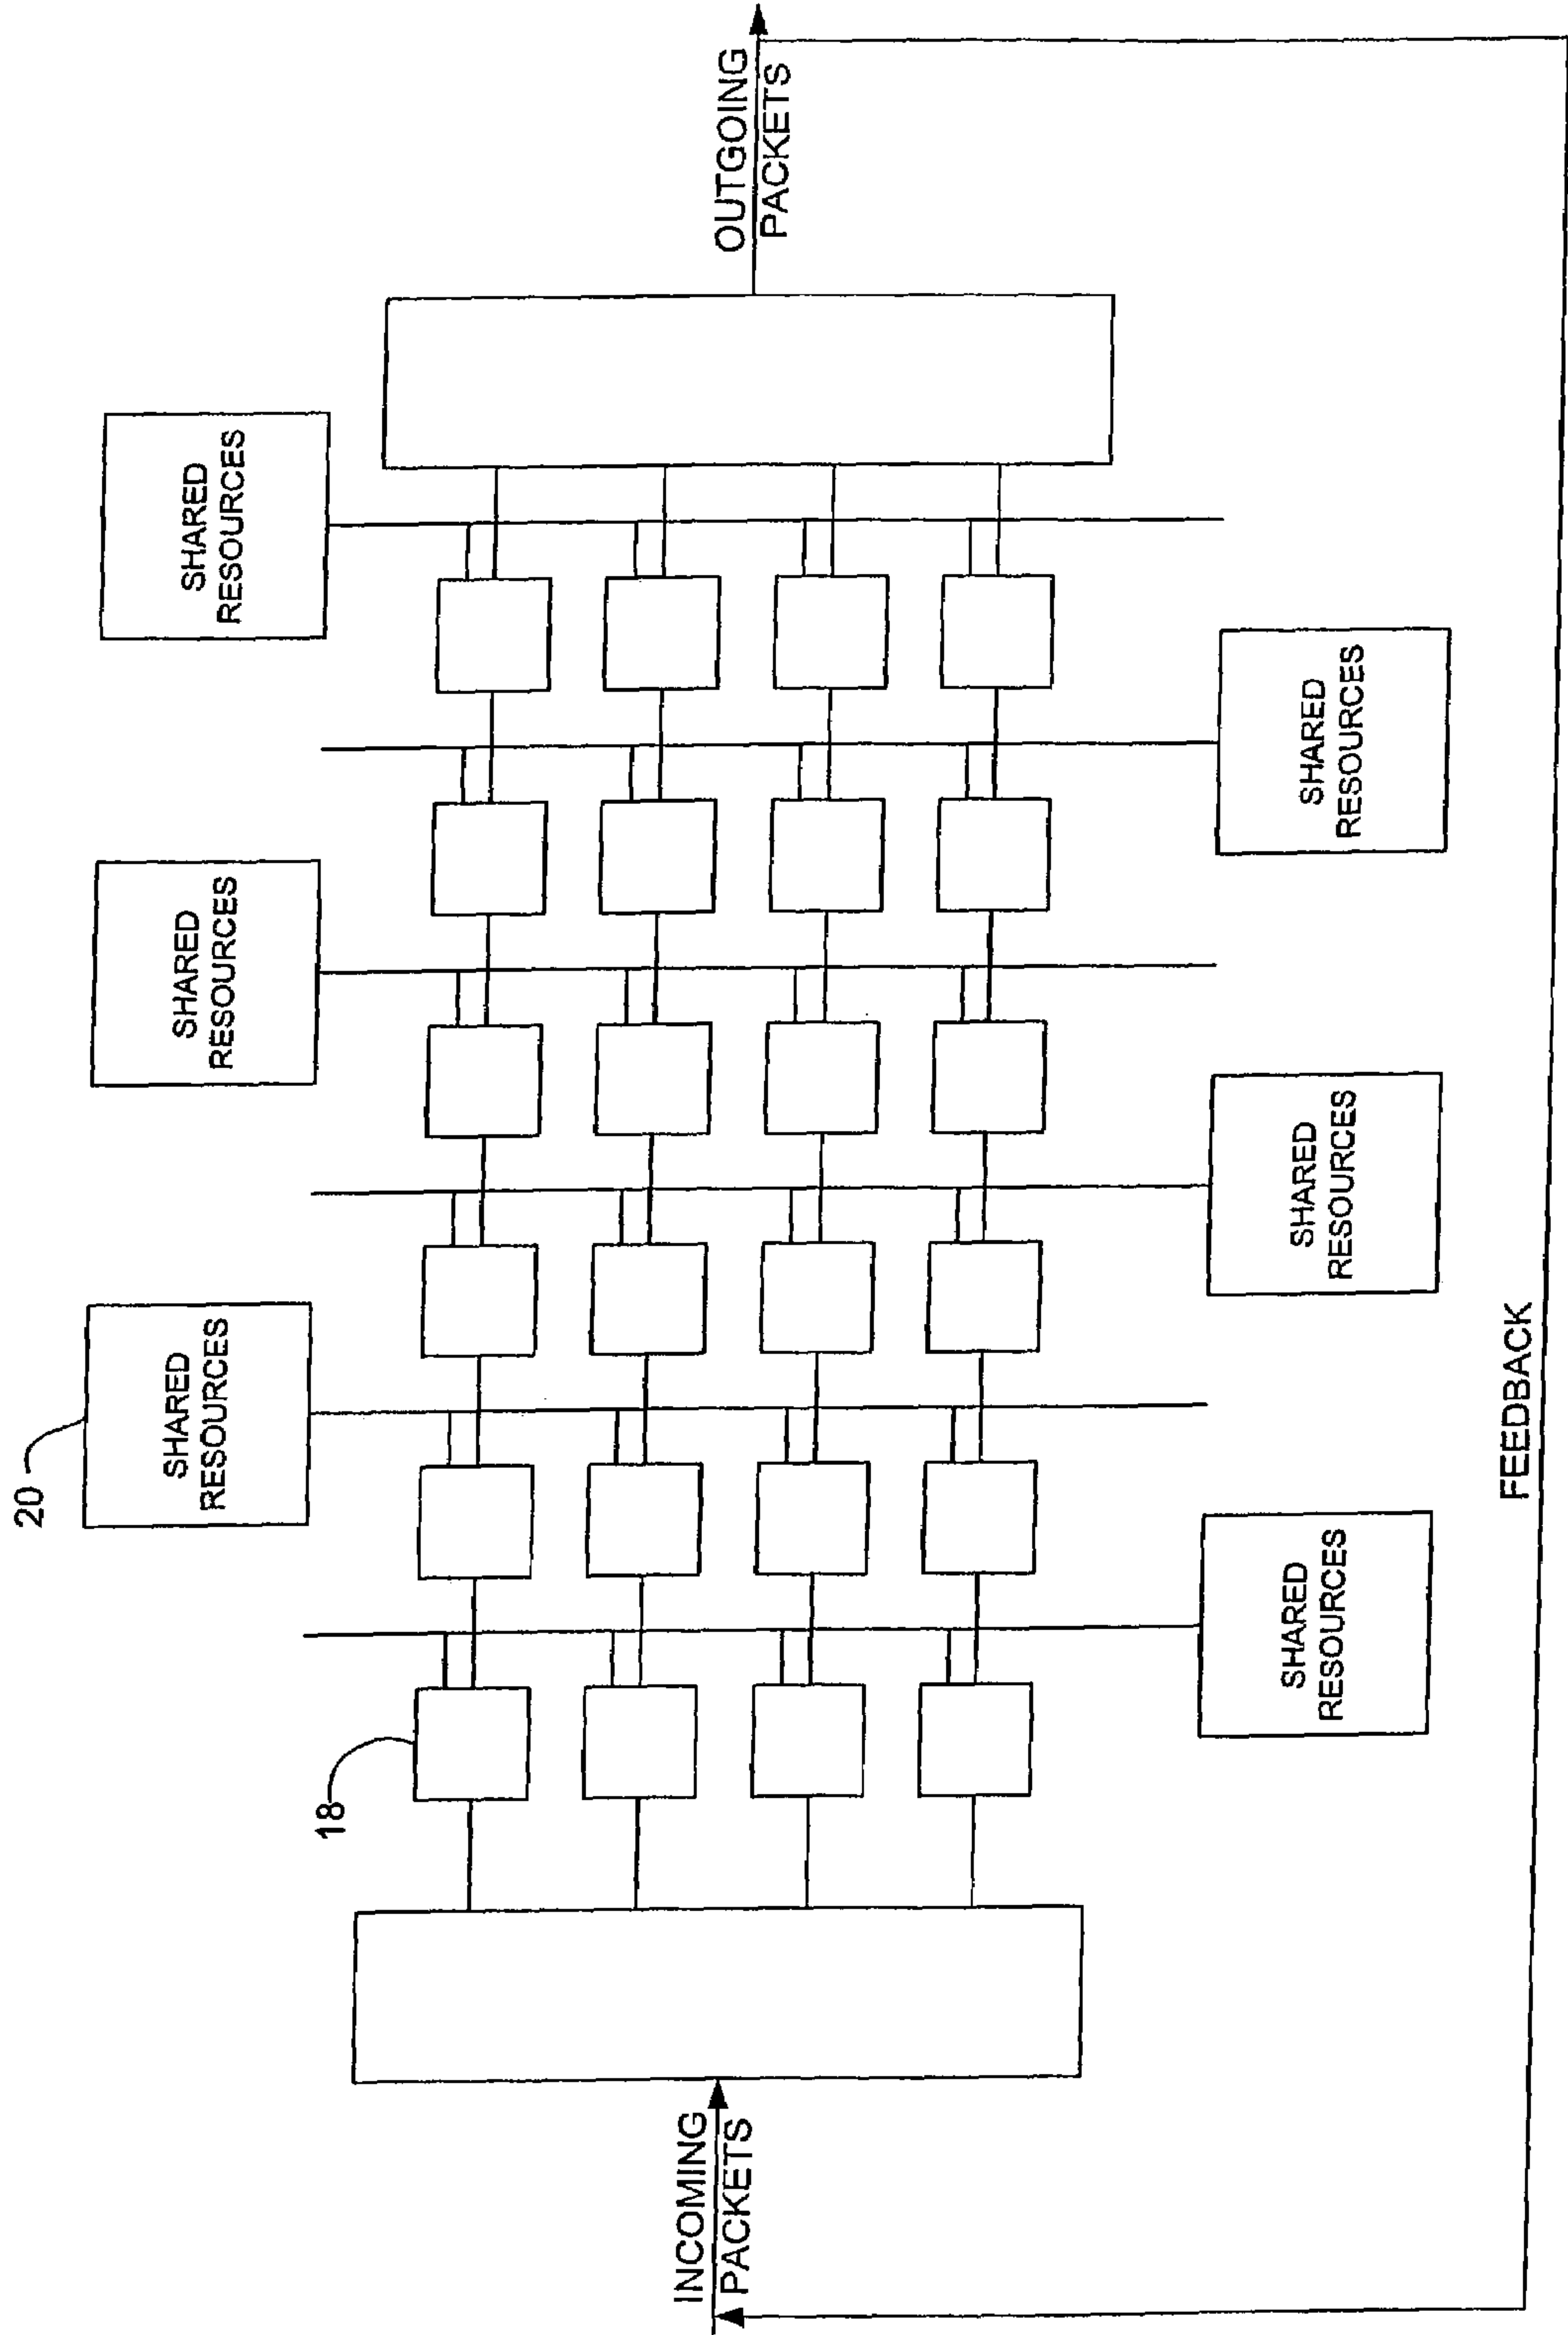 20
SHARED
RESOURCES
SHARED
RESOURCES
SHARED
RESOURCES
18
INCOMING
PACKETS
OUTGOING
PACKETS
SHARED
RESOURCES
SHARED
RESOURCES
SHARED
RESOURCES
FEEDBACK